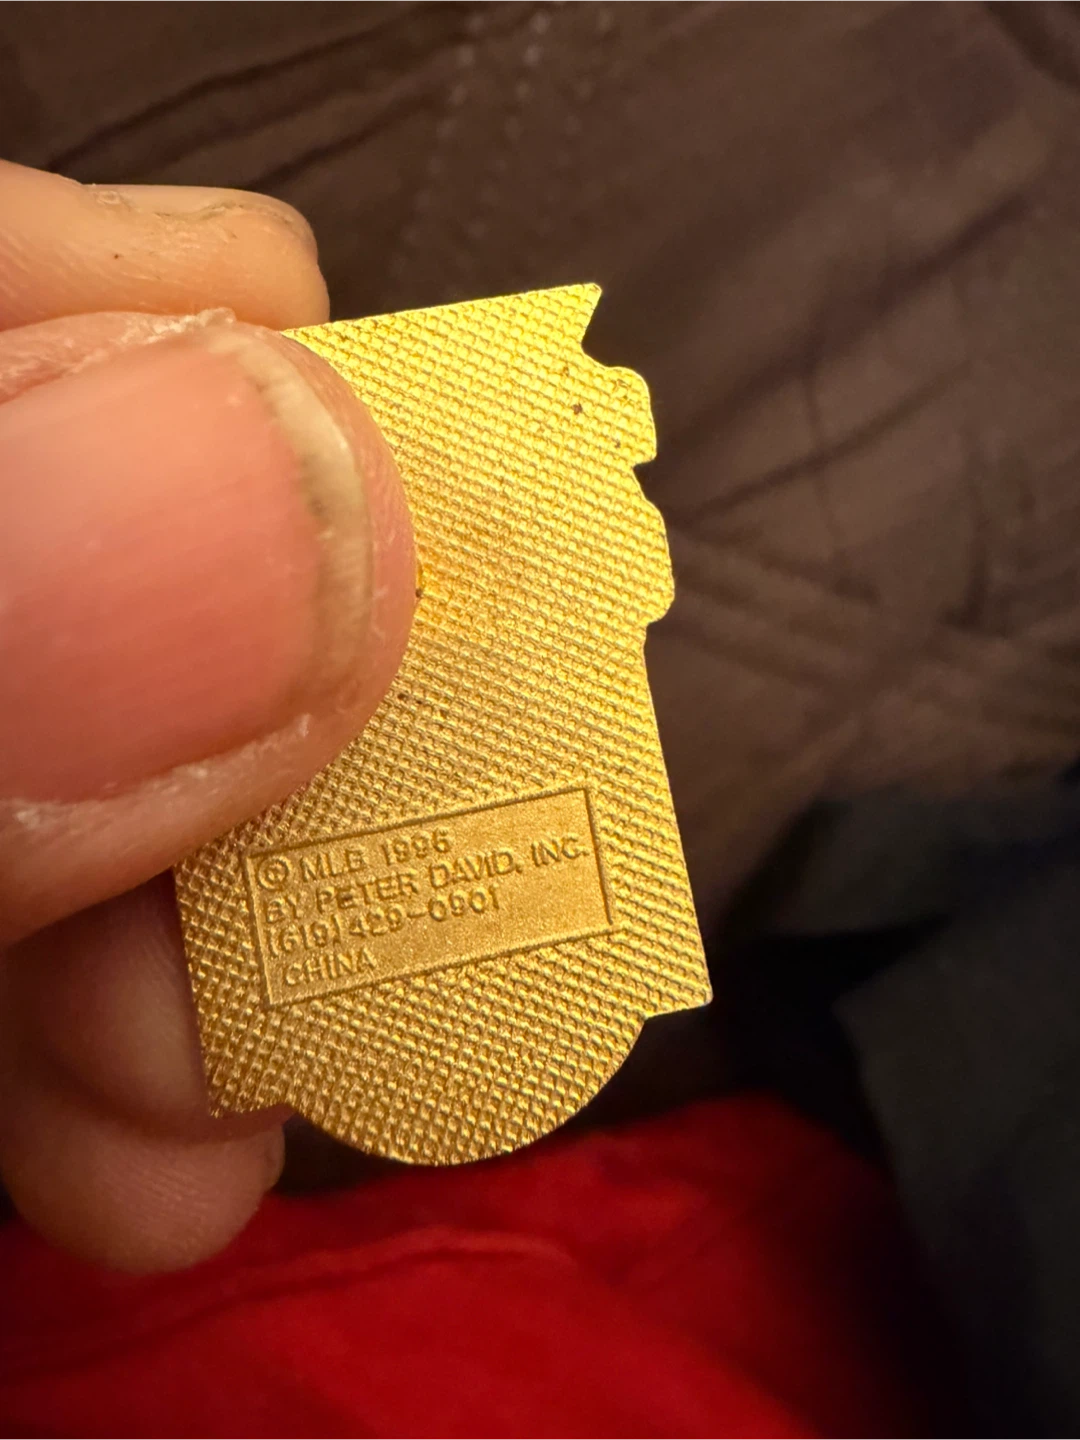 © MLB 1996
BY PETER DAVID, INC.
(619) 429-0901
CHINA